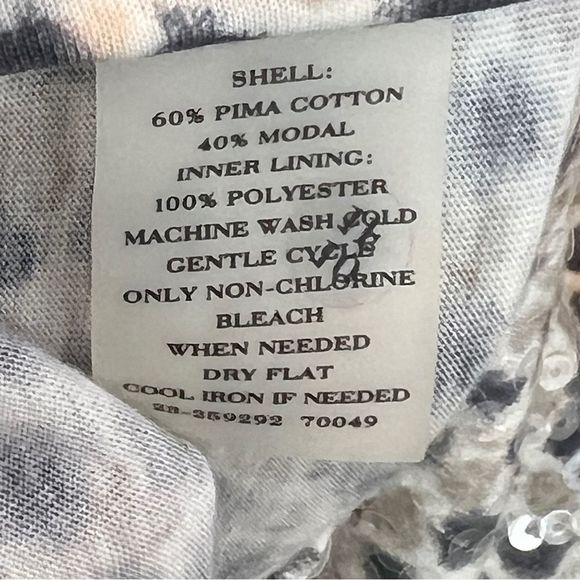 SHELL:
60% PIMA COTTON
40% MODAL
INNER LINING:
100% POLYESTER
MACHINE WASH COLD
GENTLE CYCLE
ONLY NON-CHLORINE
BLEACH
WHEN NEEDED
DRY FLAT
COOL IRON IF NEEDED
70049